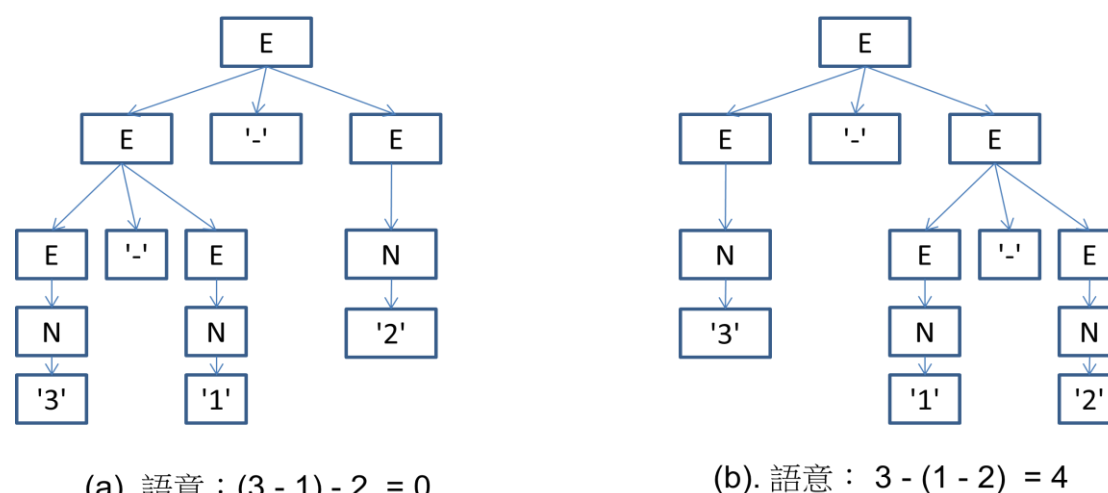 E
E '-' E
E '-' E N
N N '2'
'3' '1'
(a). 語意：(3 - 1) - 2 = 0
E
E '-' E
N E '-' E
'3' N N
'1' '2'
(b). 語意： 3 - (1 - 2) = 4